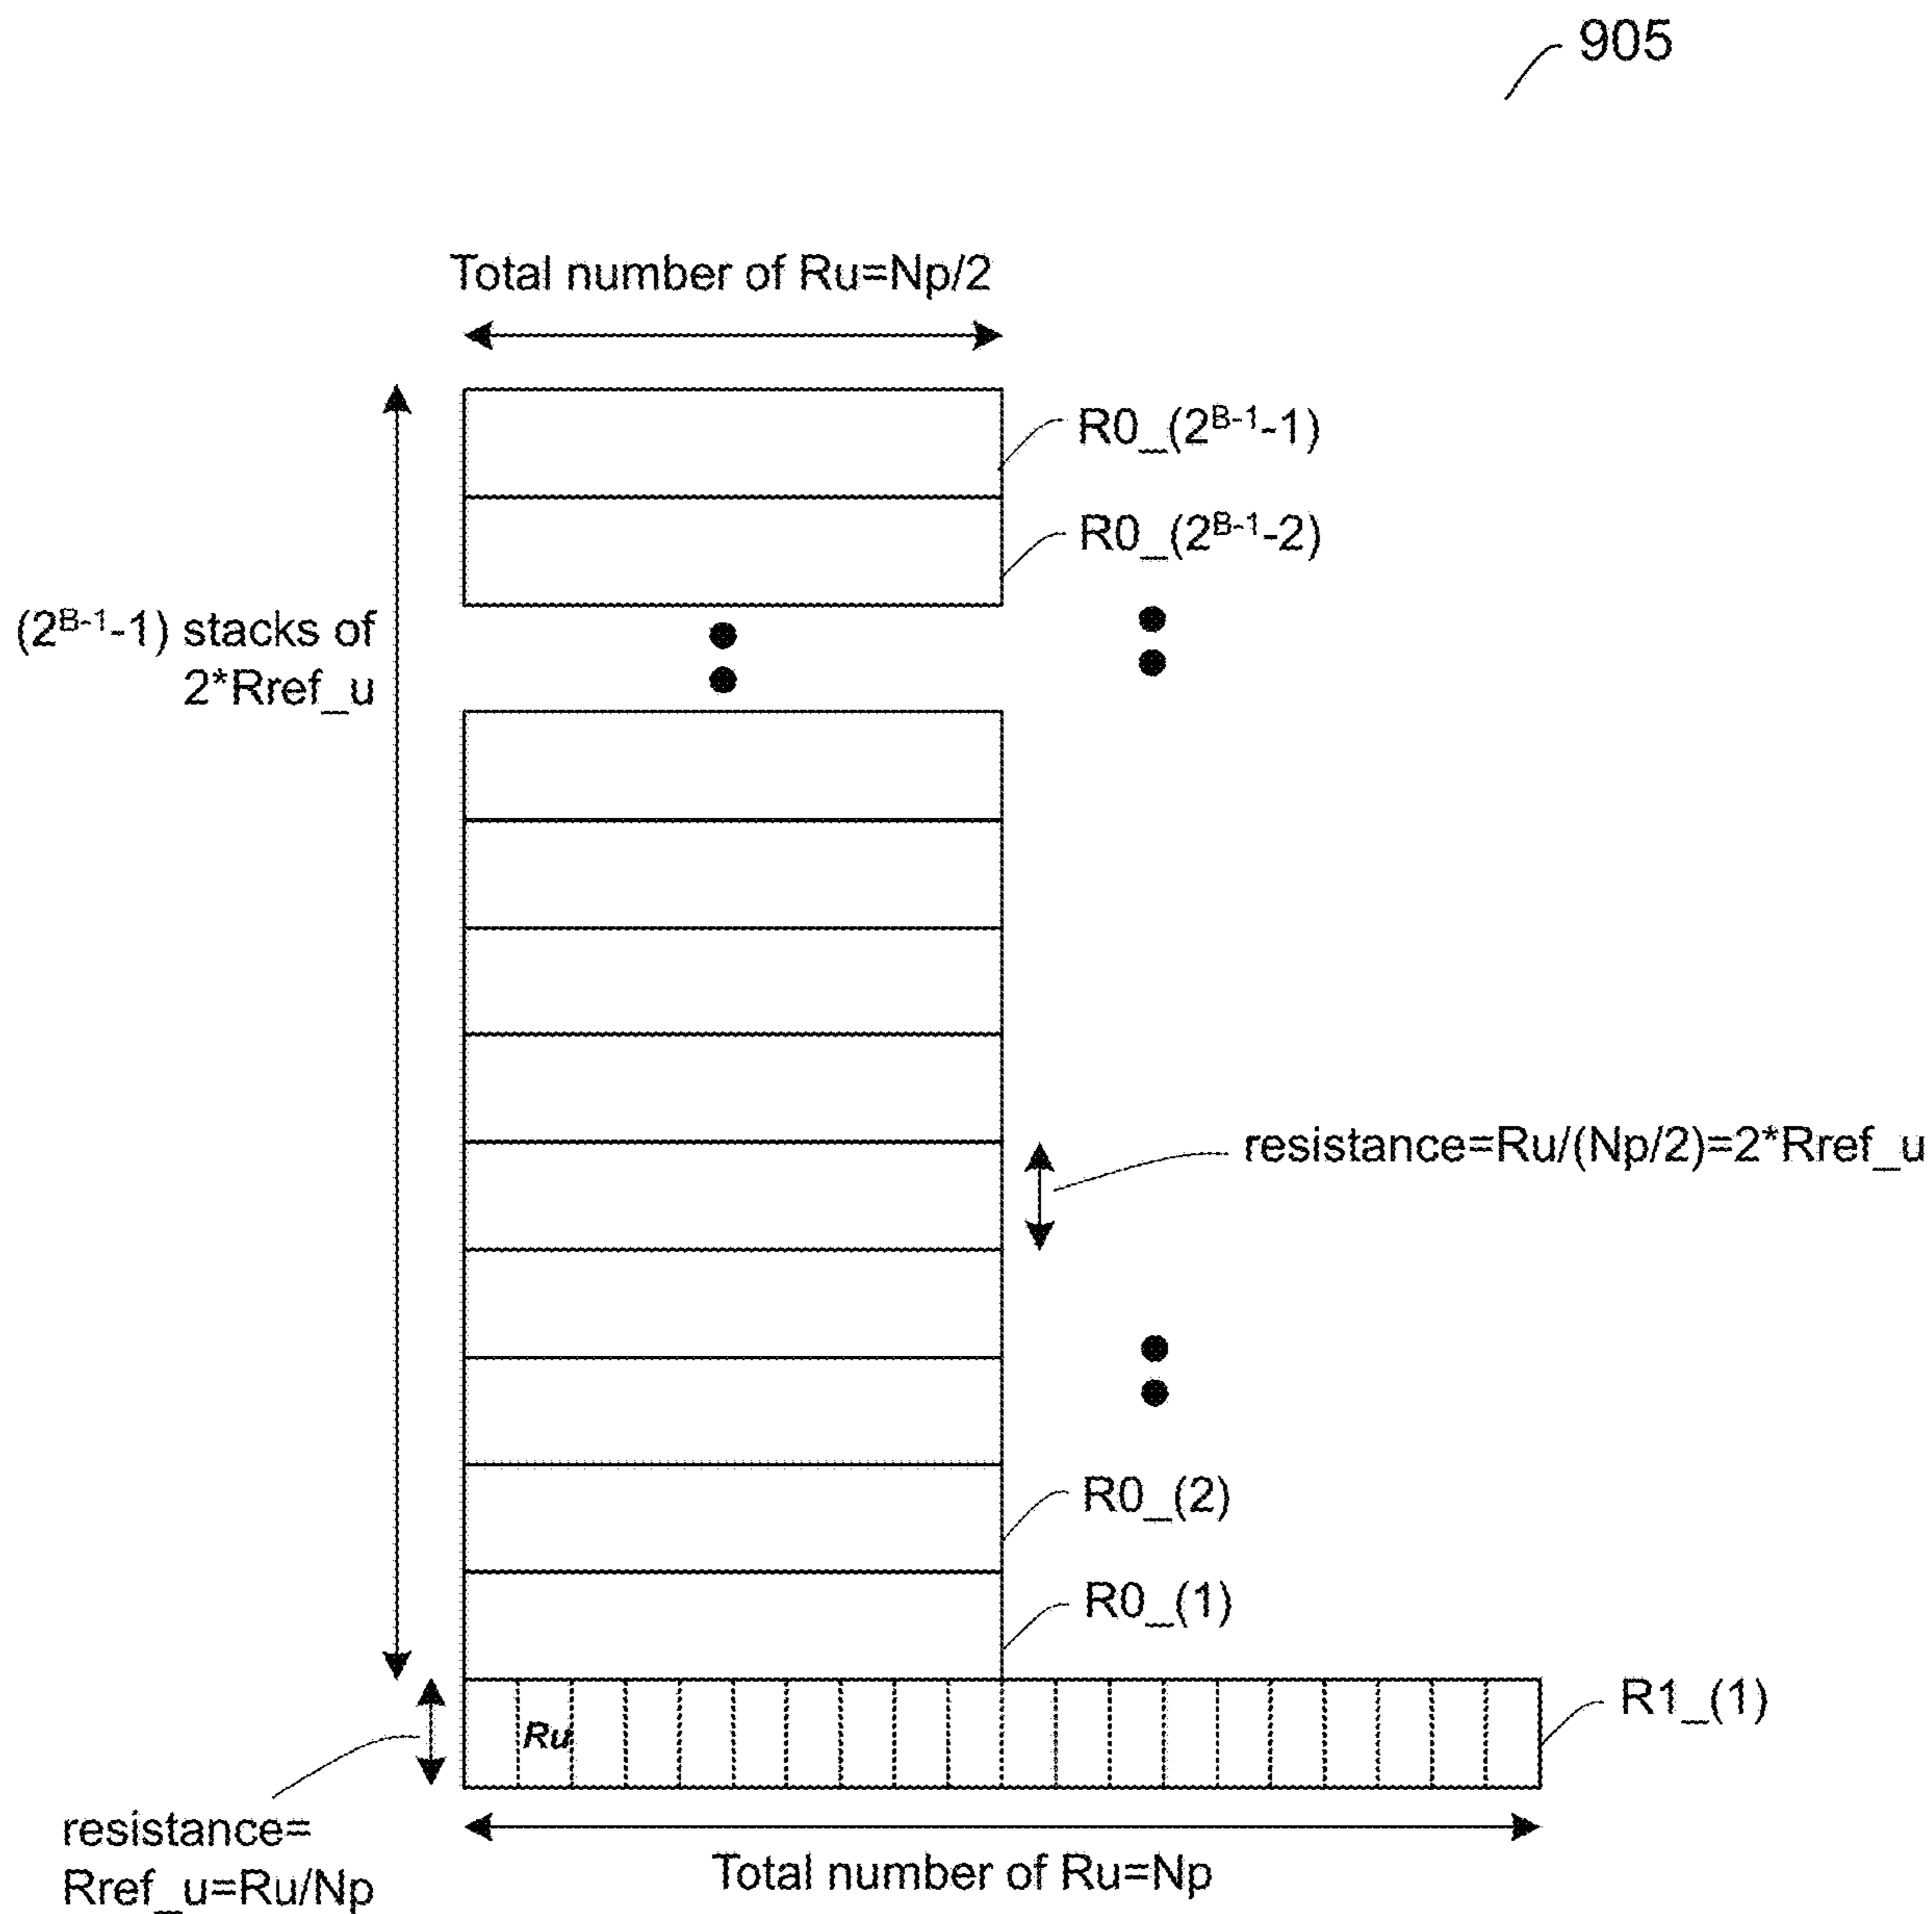 905
Total number of Ru=Np/2
R0_(2^B-1-1)
R0_(2^B-1-2)
(2^B-1-1) stacks of
2*Rref_u
resistance=Ru/(Np/2)=2*Rref_u
R0_(2)
R0_(1)
R1_(1)
Ru
resistance=
Rref_u=Ru/Np
Total number of Ru=Np